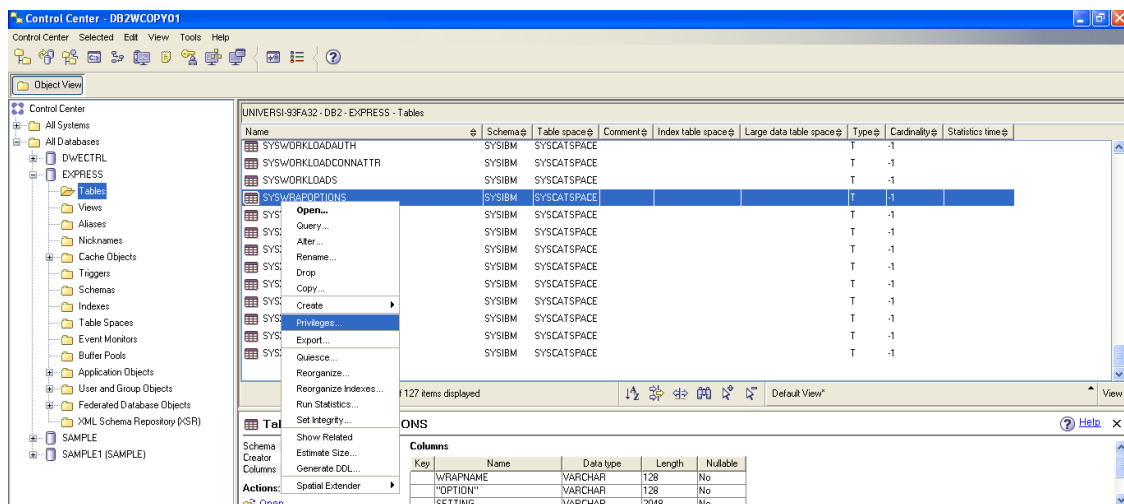 Control Center - DB2WCOPY01
Control Center Selected Edit View Tools Help
Object View
Control Center
All Systems
All Databases
DWECTRL
EXPRESS
Tables
Views
Aliases
Nicknames
Cache Objects
Triggers
Schemas
Indexes
Table Spaces
Event Monitors
Buffer Pools
Application Objects
User and Group Objects
Federated Database Objects
XML Schema Repository (XSR)
SAMPLE
SAMPLE1 (SAMPLE)
UNIVERSI-93FA32 - DB2 - EXPRESS - Tables
Name Schema Table space Comment Index table space Large data table space Type Cardinality Statistics time
SYSWORKLOADAUTH SYSIBM SYSCATSPACE T -1
SYSWORKLOADCONNATTR SYSIBM SYSCATSPACE T -1
SYSWORKLOADS SYSIBM SYSCATSPACE T -1
SYSWRAPOPTIONS SYSIBM SYSCATSPACE T -1
SYSIBM SYSCATSPACE T -1
SYSIBM SYSCATSPACE T -1
SYSIBM SYSCATSPACE T -1
SYSIBM SYSCATSPACE T -1
SYSIBM SYSCATSPACE T -1
SYSIBM SYSCATSPACE T -1
SYSIBM SYSCATSPACE T -1
SYSIBM SYSCATSPACE T -1
SYSIBM SYSCATSPACE T -1
Open...
Query...
Alter...
Rename...
Drop
Copy...
Create
Privileges...
Export...
Quiesce...
Reorganize...
Reorganize Indexes...
Run Statistics...
Set Integrity...
Show Related
Estimate Size...
Generate DDL...
Spatial Extender
127 items displayed
Default View*
View
ONS
Help
Schema
Creator
Columns
Actions:
Open
Columns
Key Name Data type Length Nullable
WRAPNAME VARCHAR 128 No
"OPTION" VARCHAR 128 No
SETTING VARCHAR 2048 No